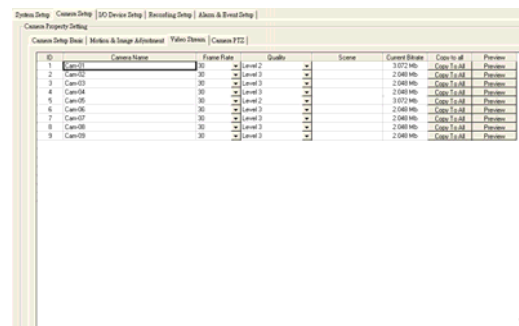 System Setup Camera Setup I/O Device Setup Recording Setup Alarm & Event Setup
Camera Property Setting
Camera Setup Basic Motion & Image Adjustment Video Stream Camera PTZ
ID Camera Name Frame Rate Quality Scene Current Bitrate Copy to all Preview
1 Cam-01 30 Level 2 3.072 Mb Copy To All Preview
2 Cam-02 30 Level 3 2.048 Mb Copy To All Preview
3 Cam-03 30 Level 3 2.048 Mb Copy To All Preview
4 Cam-04 30 Level 3 2.048 Mb Copy To All Preview
5 Cam-05 30 Level 2 3.072 Mb Copy To All Preview
6 Cam-06 30 Level 3 2.048 Mb Copy To All Preview
7 Cam-07 30 Level 3 2.048 Mb Copy To All Preview
8 Cam-08 30 Level 3 2.048 Mb Copy To All Preview
9 Cam-09 30 Level 3 2.048 Mb Copy To All Preview